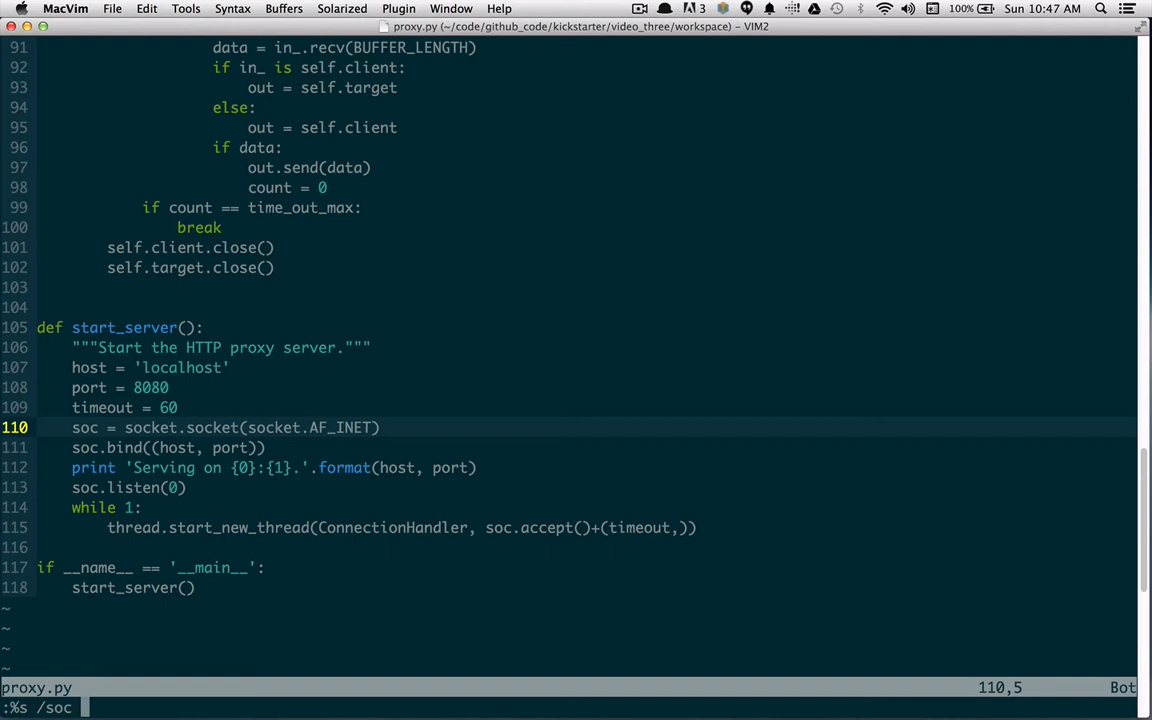 MacVim File Edit Tools Syntax Buffers Solarized Plugin Window Help 3 100% Sun 10:47 AM
proxy.py (~/code/github_code/kickstarter/video_three/workspace) – VIM2
91 data = in_.recv(BUFFER_LENGTH)
92 if in_ is self.client:
93 out = self.target
94 else:
95 out = self.client
96 if data:
97 out.send(data)
98 count = 0
99 if count == time_out_max:
100 break
101 self.client.close()
102 self.target.close()
103
104
105 def start_server():
106 """Start the HTTP proxy server."""
107 host = 'localhost'
108 port = 8080
109 timeout = 60
110 soc = socket.socket(socket.AF_INET)
111 soc.bind((host, port))
112 print 'Serving on {0}:{1}.'.format(host, port)
113 soc.listen(0)
114 while 1:
115 thread.start_new_thread(ConnectionHandler, soc.accept()+(timeout,))
116
117 if __name__ == '__main__':
118 start_server()
~
~
~
~
proxy.py 110,5 Bot
:%s /soc